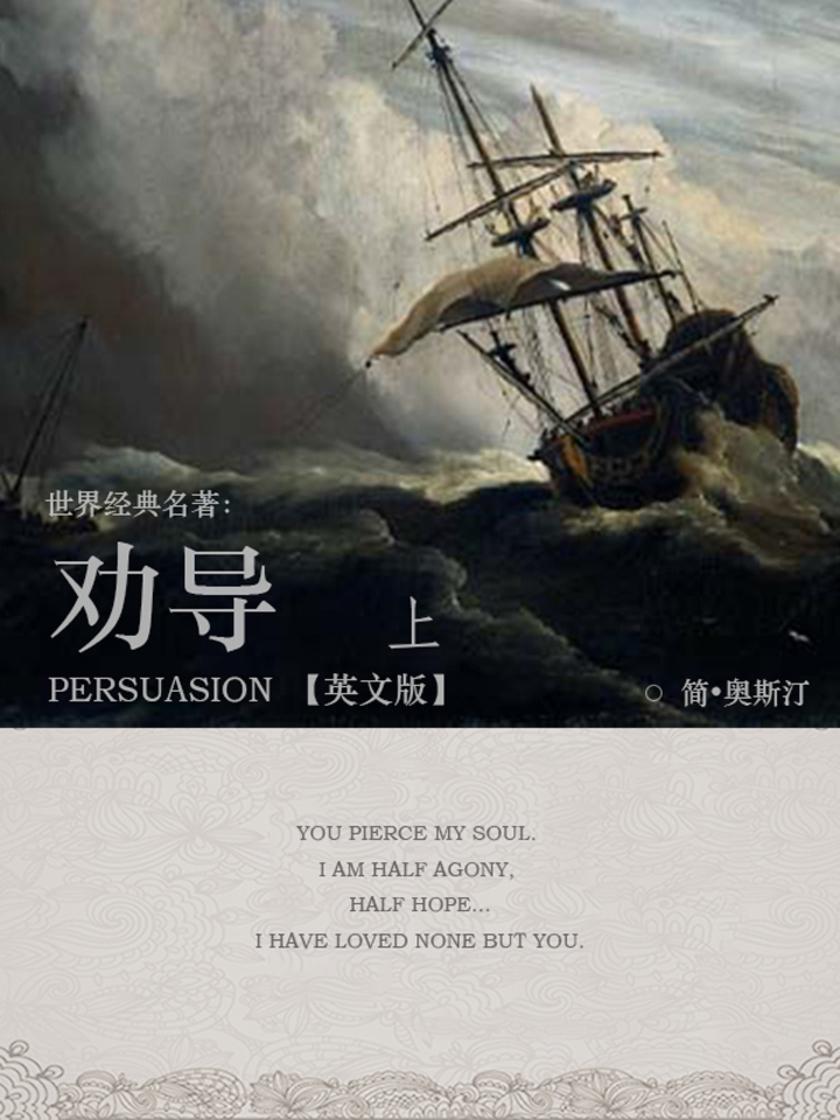 世界经典名著：
劝导 上
PERSUASION 【英文版】
○ 简•奥斯汀
YOU PIERCE MY SOUL.
I AM HALF AGONY,
HALF HOPE...
I HAVE LOVED NONE BUT YOU.